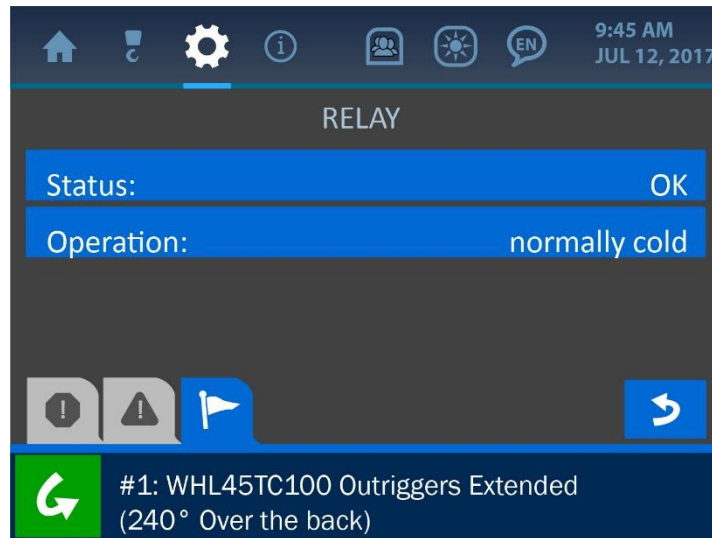 EN
9:45 AM
JUL 12, 2017
RELAY
Status: OK
Operation: normally cold
#1: WHL45TC100 Outriggers Extended
(240° Over the back)